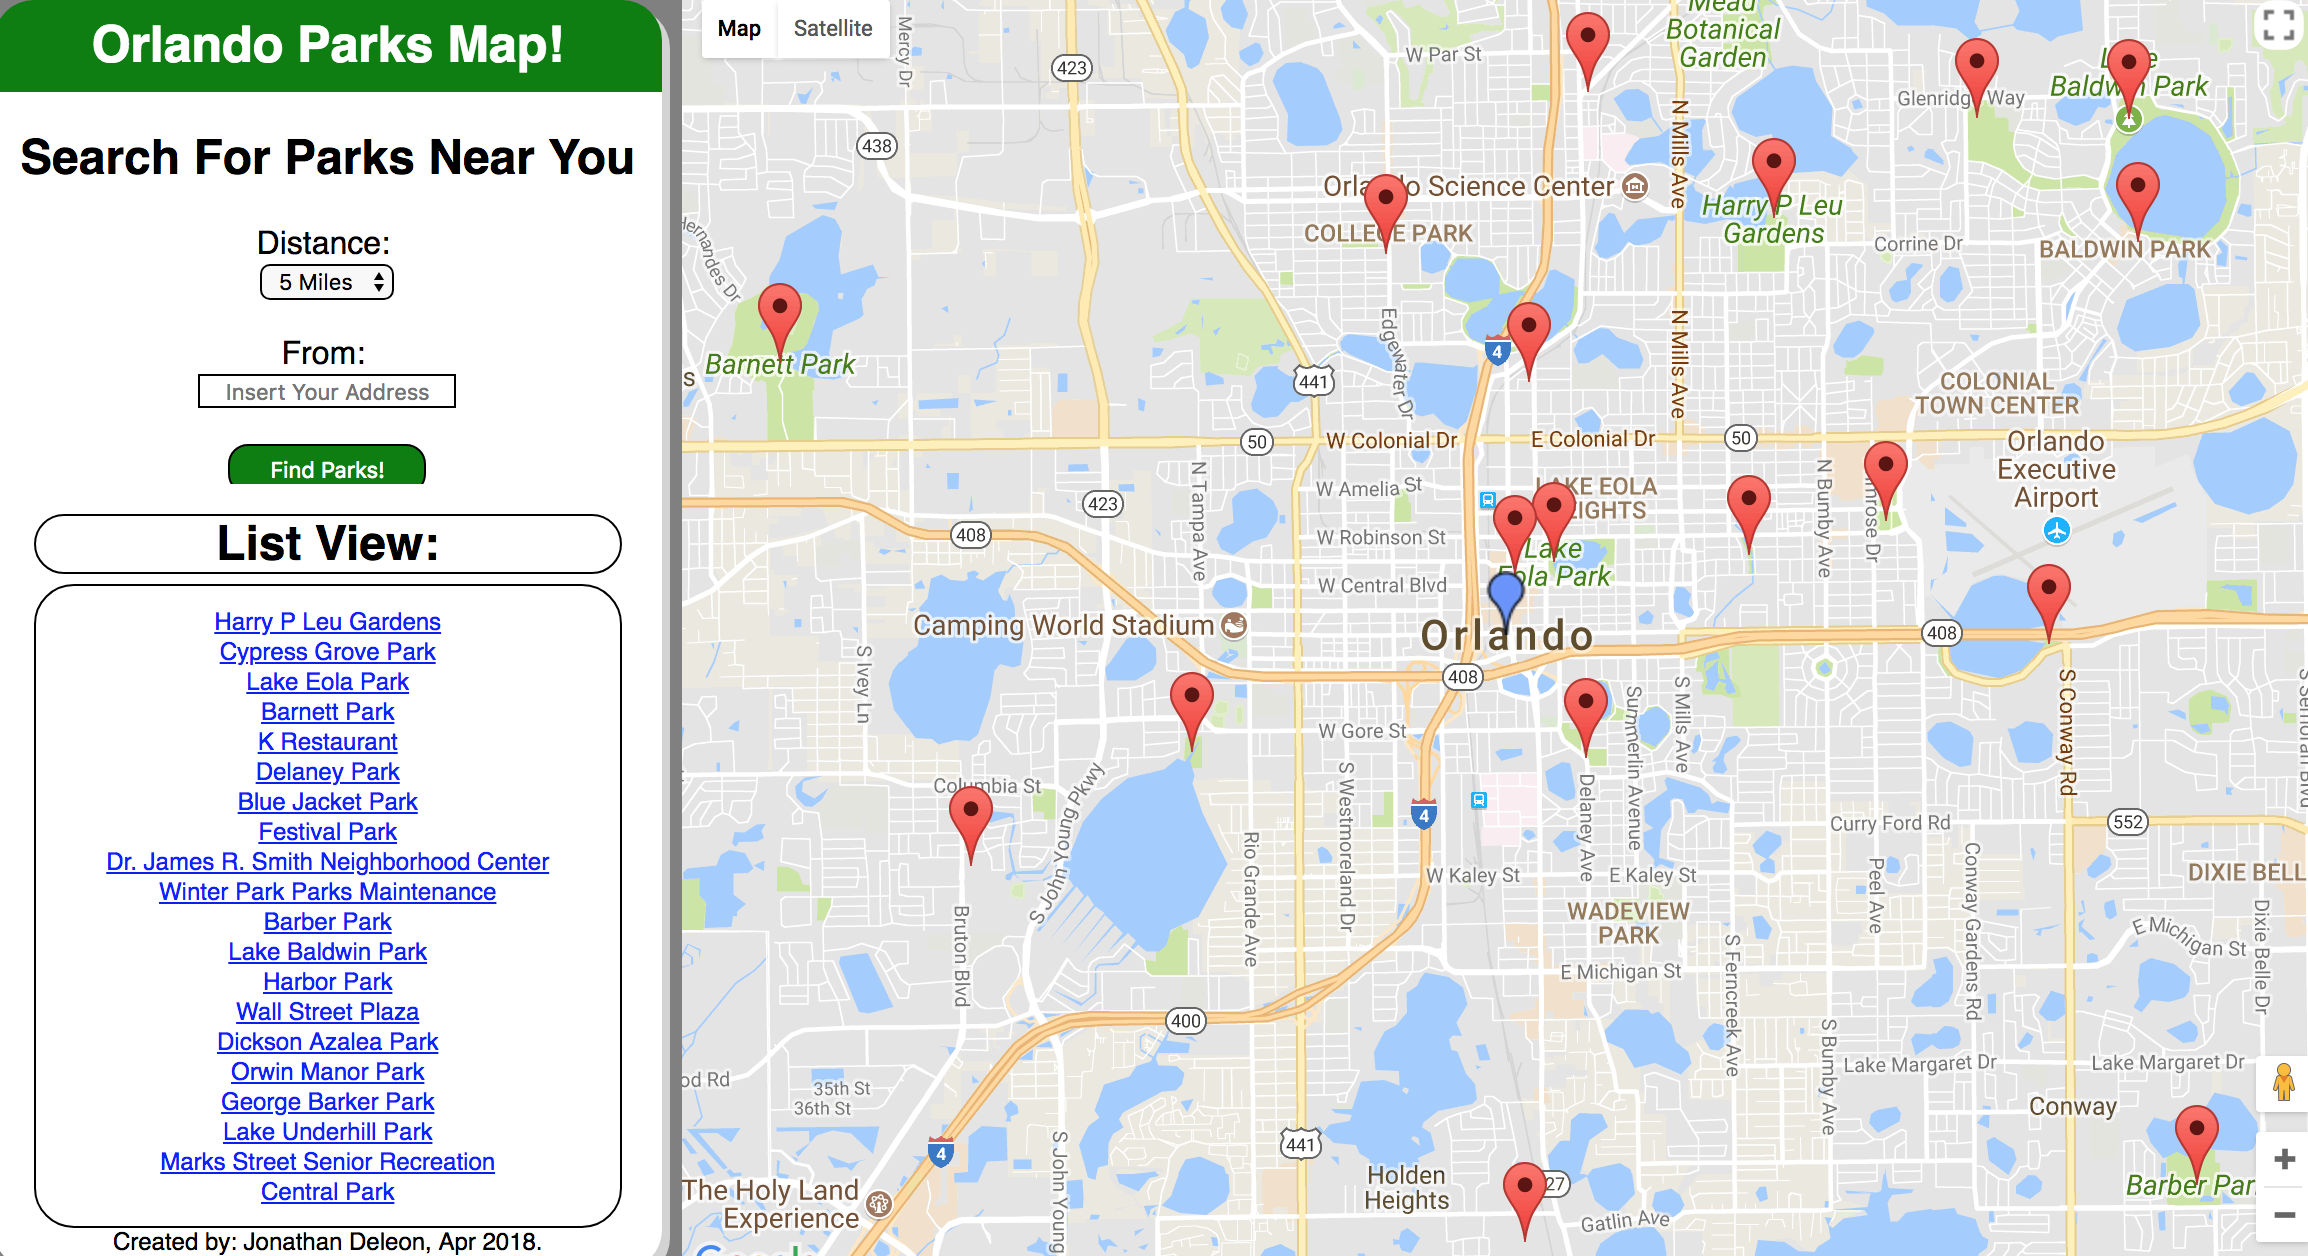 Orlando Parks Map!
Search For Parks Near You
Distance:
5 Miles
From:
Insert Your Address
Find Parks!
List View:
Harry P Leu Gardens
Cypress Grove Park
Lake Eola Park
Barnett Park
K Restaurant
Delaney Park
Blue Jacket Park
Festival Park
Dr. James R. Smith Neighborhood Center
Winter Park Parks Maintenance
Barber Park
Lake Baldwin Park
Harbor Park
Wall Street Plaza
Dickson Azalea Park
Orwin Manor Park
George Barker Park
Lake Underhill Park
Marks Street Senior Recreation
Central Park
Created by: Jonathan Deleon, Apr 2018.
Map
Satellite
Mercy Dr
423
W Par St
Mead
Botanical
Garden
Glenridge Way
Lake
Baldwin Park
438
N Mills Ave
Orlando Science Center
COLLEGE PARK
Harry P Leu
Gardens
Corrine Dr
BALDWIN PARK
Hernandes Dr
Barnett Park
s
441
Edgewater Dr
4
N Mills Ave
COLONIAL
TOWN CENTER
50
W Colonial Dr
E Colonial Dr
50
Orlando
Executive
Airport
N Tampa Ave
W Amelia St
LAKE EOLA
HEIGHTS
N Bumby Ave
423
408
W Robinson St
Lake
Eola Park
W Central Blvd
Camping World Stadium
Orlando
408
S Ivey Ln
408
S Conway Rd
W Gore St
Summerlin Avenue
S Mills Ave
Columbia St
S John Young Pkwy
S Westmoreland Dr
4
Delaney Ave
Curry Ford Rd
552
Rio Grande Ave
W Kaley St
E Kaley St
Peel Ave
Conway Gardens Rd
DIXIE BELL
Bruton Blvd
WADEVIEW
PARK
E Michigan St
Dixie Belle Dr
E Michigan St
S Ferncreek Ave
400
S Bumby Ave
Lake Margaret Dr
Lake Margaret Dr
od Rd
35th St
36th St
Conway
4
S John Young
441
Holden
Heights
27
Gatlin Ave
Barber Par
The Holy Land
Experience